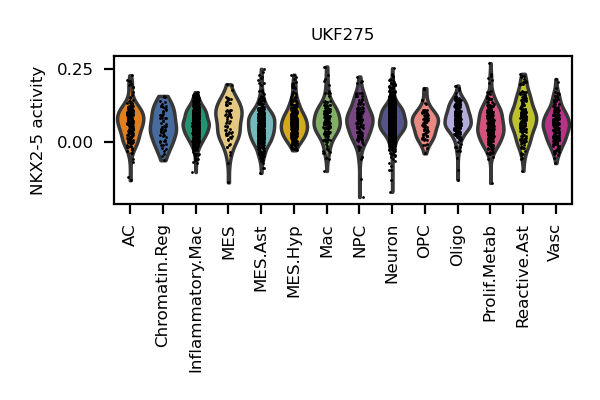 UKF275
NKX2-5 activity
0.25
0.00
AC
Chromatin.Reg
Inflammatory.Mac
MES
MES.Ast
MES.Hyp
Mac
NPC
Neuron
OPC
Oligo
Prolif.Metab
Reactive.Ast
Vasc